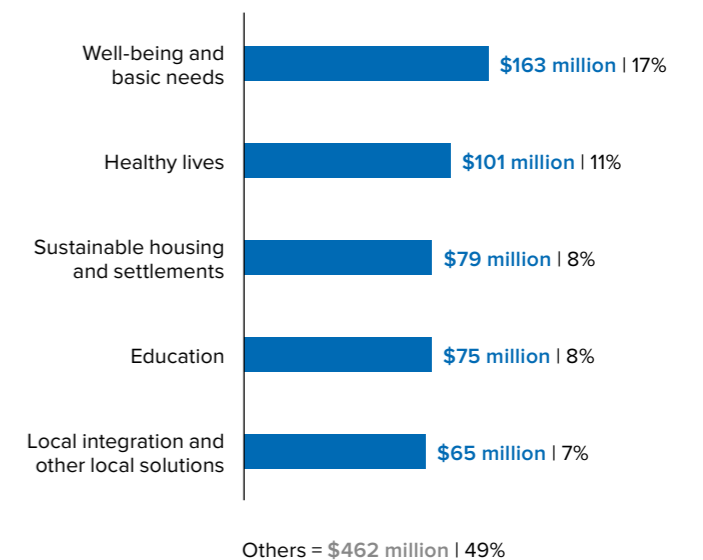 Well-being and
basic needs
$163 million | 17%
Healthy lives
$101 million | 11%
Sustainable housing
and settlements
$79 million | 8%
Education
$75 million | 8%
Local integration and
other local solutions
$65 million | 7%
Others = $462 million | 49%